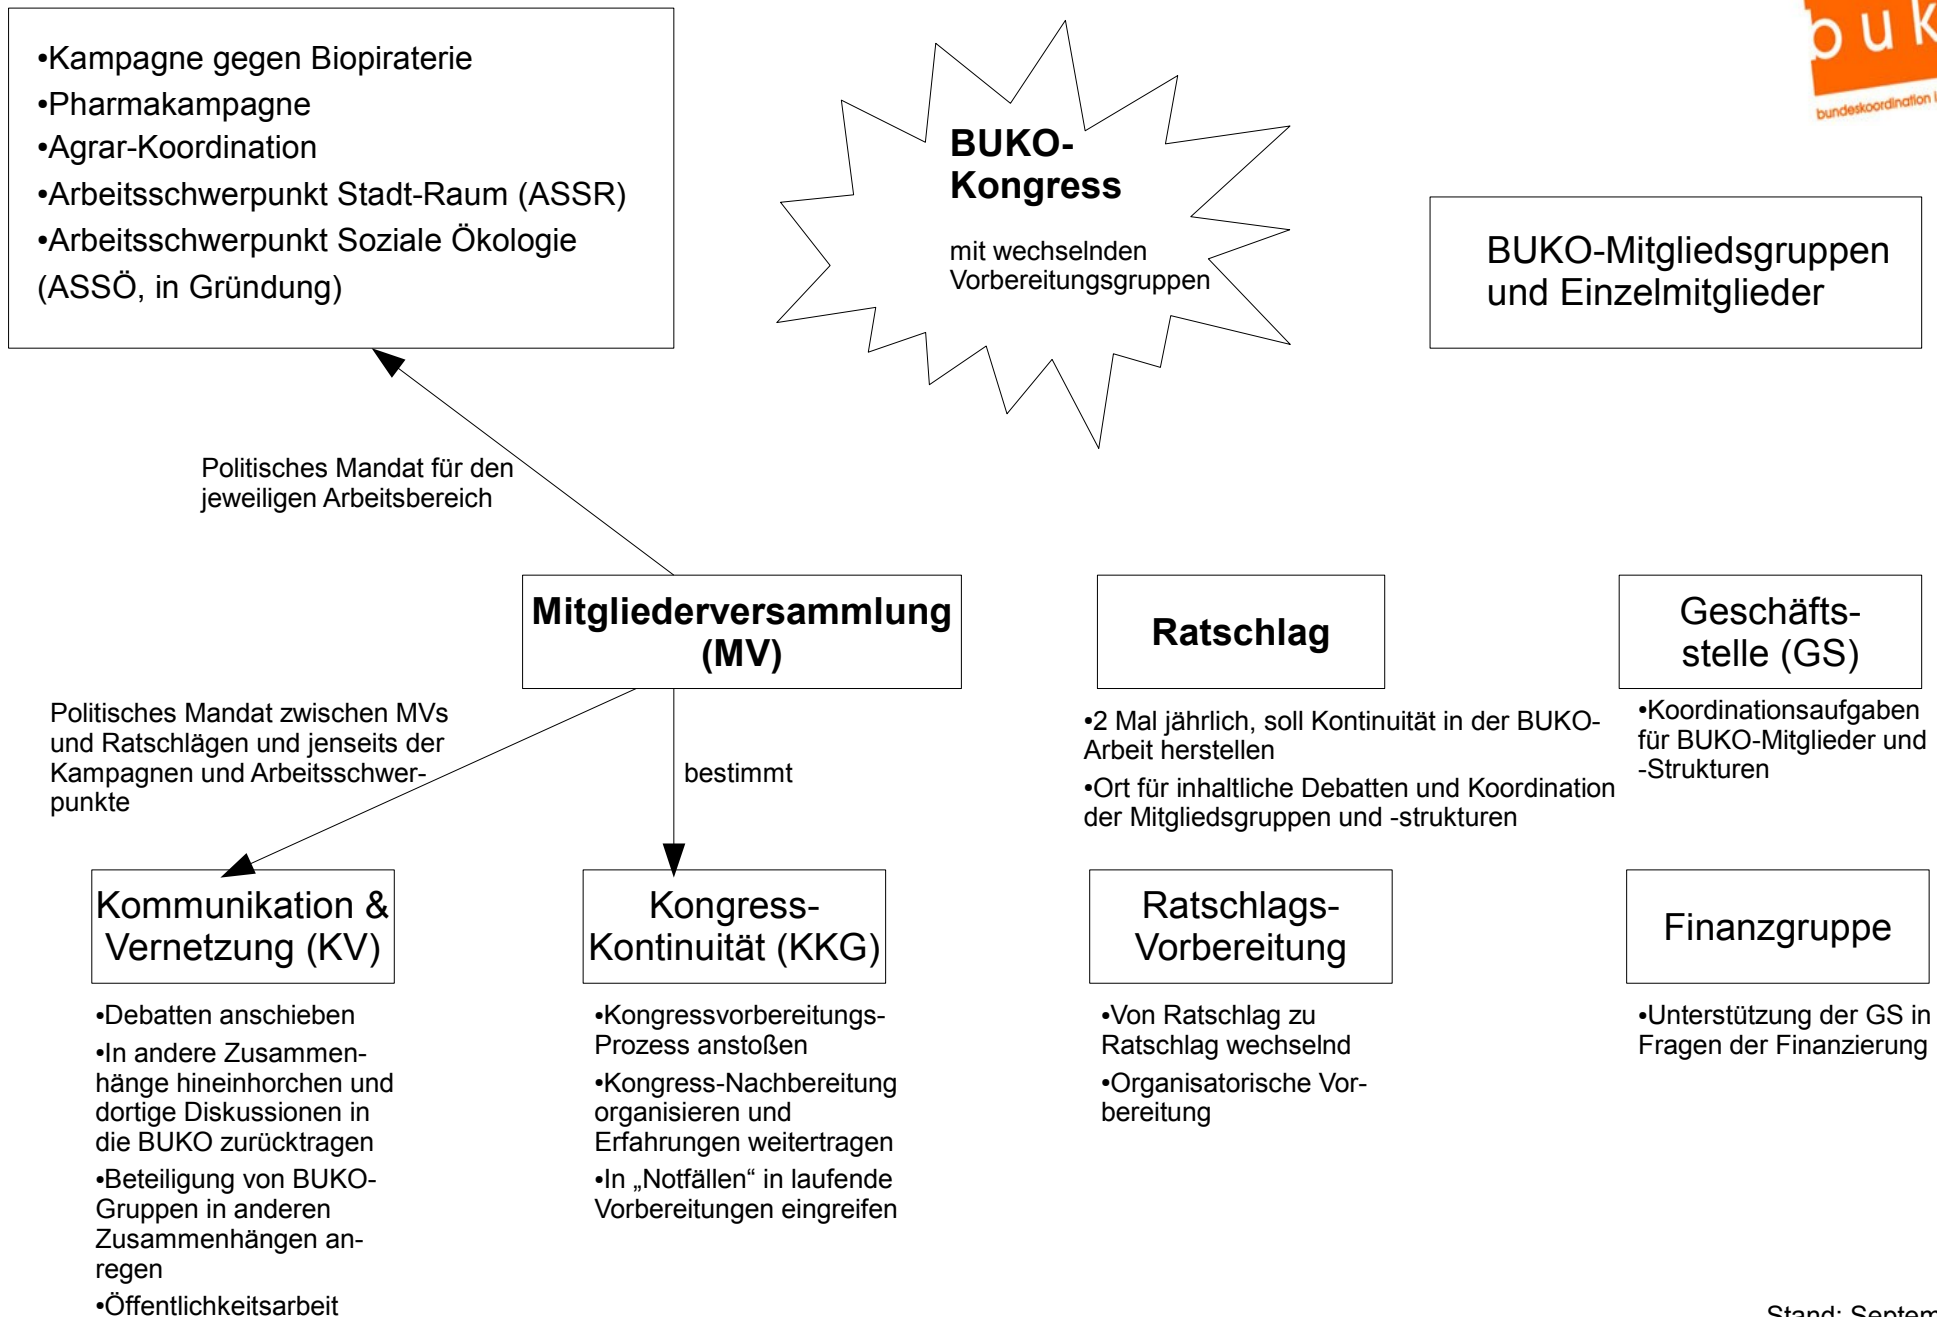 •Kampagne gegen Biopiraterie
•Pharmakampagne
•Agrar-Koordination
•Arbeitsschwerpunkt Stadt-Raum (ASSR)
•Arbeitsschwerpunkt Soziale Ökologie
(ASSÖ, in Gründung)
BUKO-
Kongress
mit wechselnden
Vorbereitungsgruppen
buk
bundeskoordination
BUKO-Mitgliedsgruppen
und Einzelmitglieder
Politisches Mandat für den
jeweiligen Arbeitsbereich
Mitgliederversammlung
(MV)
Ratschlag
Geschäfts-
stelle (GS)
Politisches Mandat zwischen MVs
und Ratschlägen und jenseits der
Kampagnen und Arbeitsschwer-
punkte
bestimmt
•2 Mal jährlich, soll Kontinuität in der BUKO-
Arbeit herstellen
•Ort für inhaltliche Debatten und Koordination
der Mitgliedsgruppen und -strukturen
•Koordinationsaufgaben
für BUKO-Mitglieder und
-Strukturen
Kommunikation &
Vernetzung (KV)
Kongress-
Kontinuität (KKG)
Ratschlags-
Vorbereitung
Finanzgruppe
•Debatten anschieben
•In andere Zusammen-
hänge hineinhorchen und
dortige Diskussionen in
die BUKO zurücktragen
•Beteiligung von BUKO-
Gruppen in anderen
Zusammenhängen an-
regen
•Öffentlichkeitsarbeit
•Kongressvorbereitungs-
Prozess anstoßen
•Kongress-Nachbereitung
organisieren und
Erfahrungen weitertragen
•In „Notfällen“ in laufende
Vorbereitungen eingreifen
•Von Ratschlag zu
Ratschlag wechselnd
•Organisatorische Vor-
bereitung
•Unterstützung der GS in
Fragen der Finanzierung
Stand: Septem